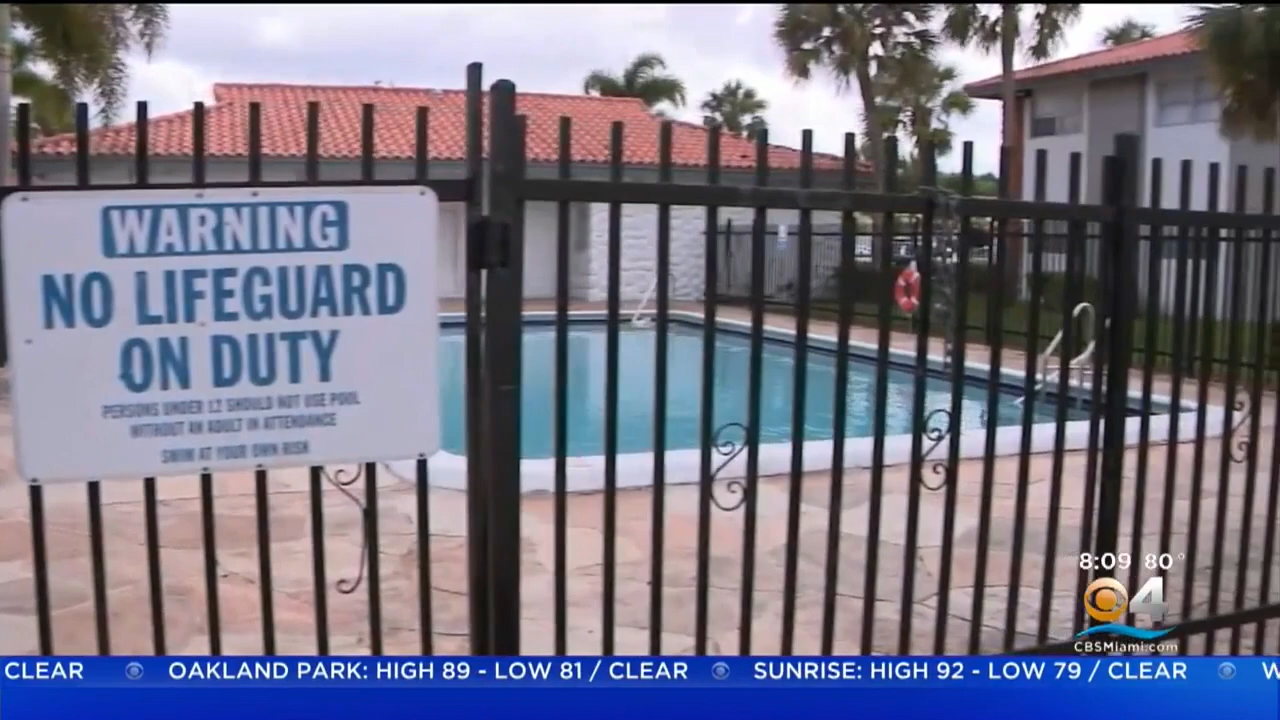 WARNING
NO LIFEGUARD
ON DUTY
PERSONS UNDER 12 SHOULD NOT USE POOL
WITHOUT AN ADULT IN ATTENDANCE
SWIM AT YOUR OWN RISK
8:09 80°
4
CBSMiami.com
CLEAR OAKLAND PARK: HIGH 89 - LOW 81 / CLEAR SUNRISE: HIGH 92 - LOW 79 / CLEAR W